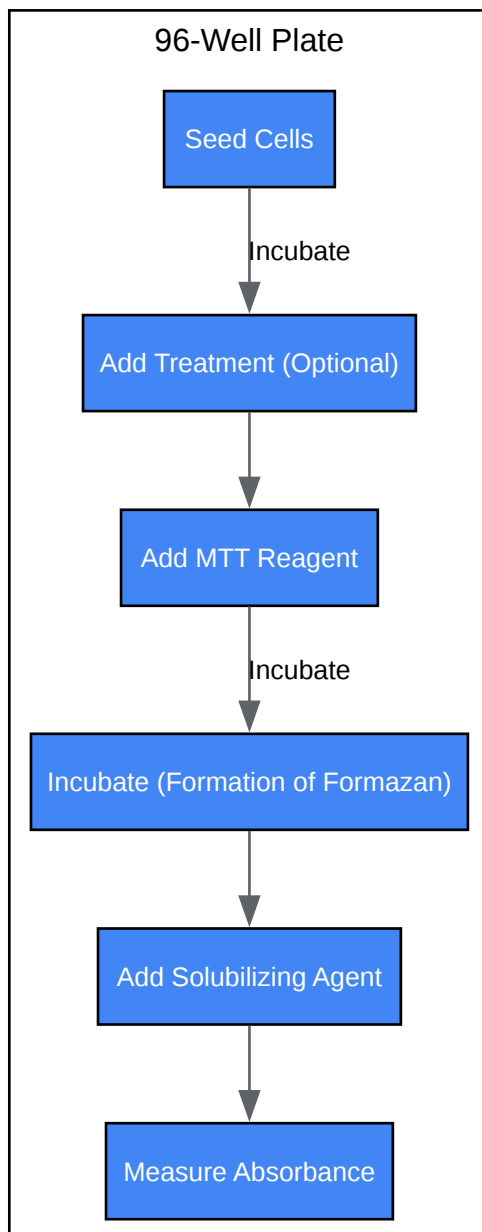 96-Well Plate
Seed Cells
Incubate
Add Treatment (Optional)
Add MTT Reagent
Incubate
Incubate (Formation of Formazan)
Add Solubilizing Agent
Measure Absorbance